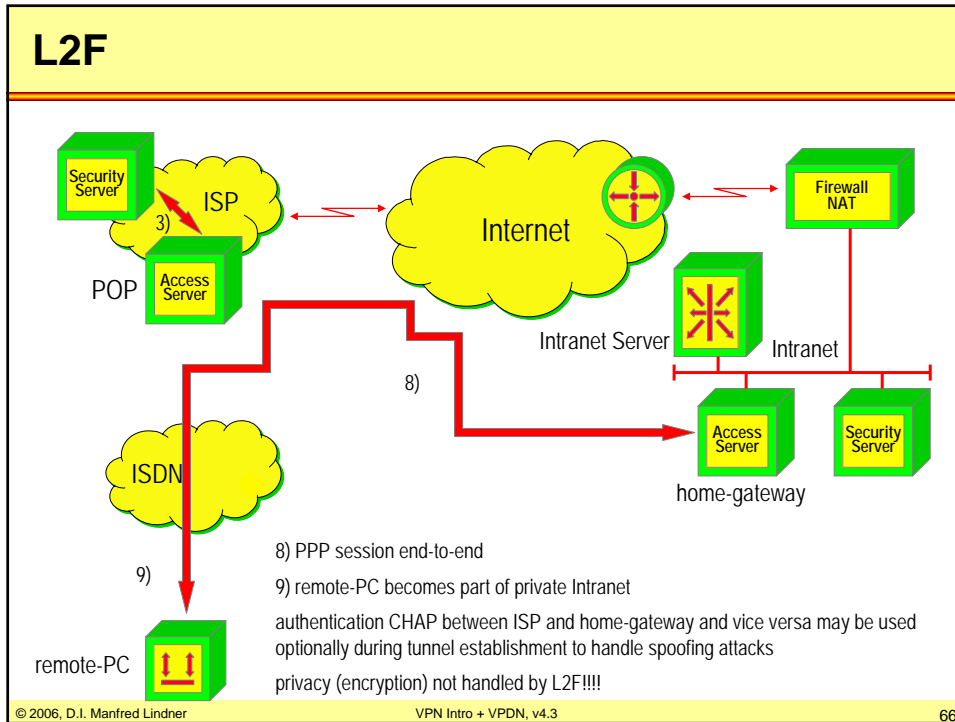 L2F
Security
Server
ISP
3)
POP
Access
Server
Internet
Firewall
NAT
Intranet Server
Intranet
8)
Access
Server
Security
Server
home-gateway
ISDN
9)
remote-PC
8) PPP session end-to-end
9) remote-PC becomes part of private Intranet
authentication CHAP between ISP and home-gateway and vice versa may be used
optionally during tunnel establishment to handle spoofing attacks
privacy (encryption) not handled by L2F!!!!
© 2006, D.I. Manfred Lindner
VPN Intro + VPDN, v4.3
66